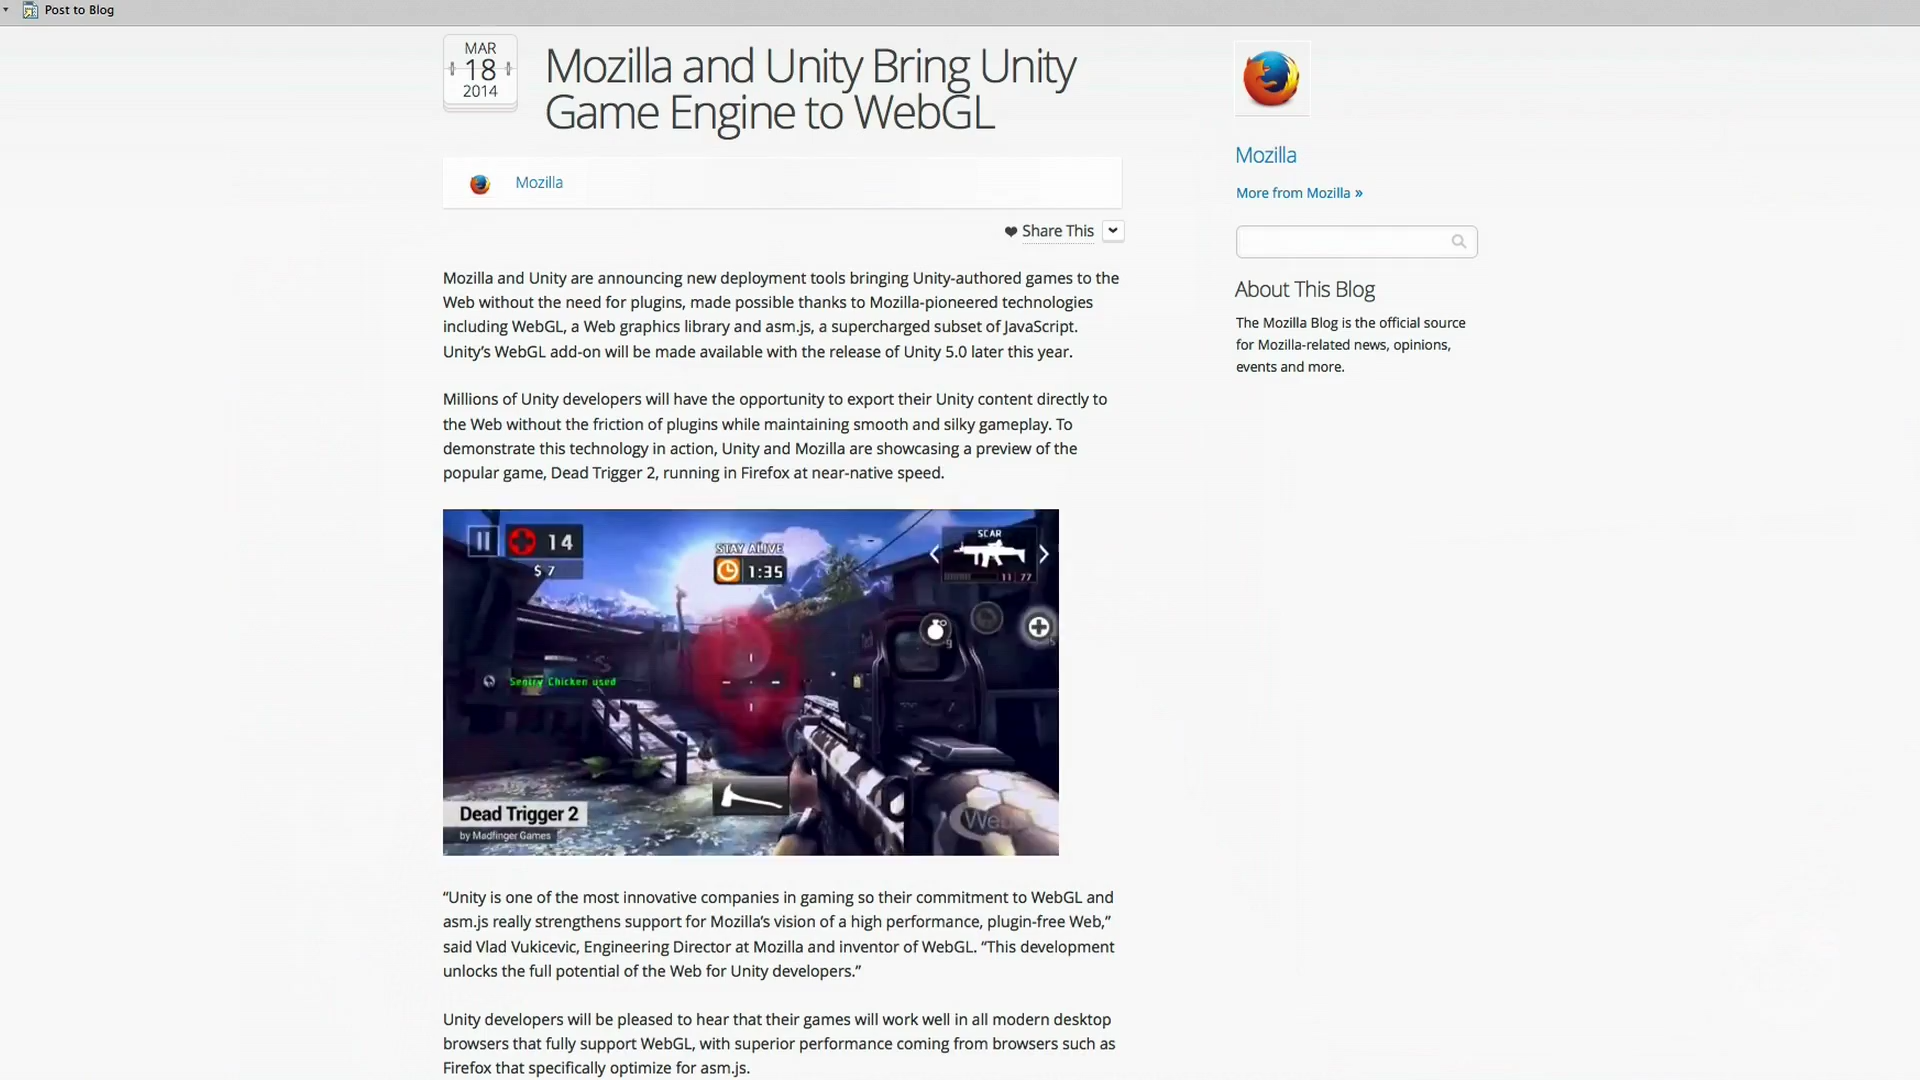 Post to Blog
MAR
18
2014
Mozilla and Unity Bring Unity
Game Engine to WebGL
Mozilla
Share This
Mozilla and Unity are announcing new deployment tools bringing Unity-authored games to the
Web without the need for plugins, made possible thanks to Mozilla-pioneered technologies
including WebGL, a Web graphics library and asm.js, a supercharged subset of JavaScript.
Unity’s WebGL add-on will be made available with the release of Unity 5.0 later this year.
Millions of Unity developers will have the opportunity to export their Unity content directly to
the Web without the friction of plugins while maintaining smooth and silky gameplay. To
demonstrate this technology in action, Unity and Mozilla are showcasing a preview of the
popular game, Dead Trigger 2, running in Firefox at near-native speed.
14
$ 7
STAY ALIVE
1:35
SCAR
11 77
9
5
Sentry Chicken used
Dead Trigger 2
by Madfinger Games
“Unity is one of the most innovative companies in gaming so their commitment to WebGL and
asm.js really strengthens support for Mozilla’s vision of a high performance, plugin-free Web,”
said Vlad Vukicevic, Engineering Director at Mozilla and inventor of WebGL. “This development
unlocks the full potential of the Web for Unity developers.”
Unity developers will be pleased to hear that their games will work well in all modern desktop
browsers that fully support WebGL, with superior performance coming from browsers such as
Firefox that specifically optimize for asm.js.
Mozilla
More from Mozilla »
About This Blog
The Mozilla Blog is the official source
for Mozilla-related news, opinions,
events and more.